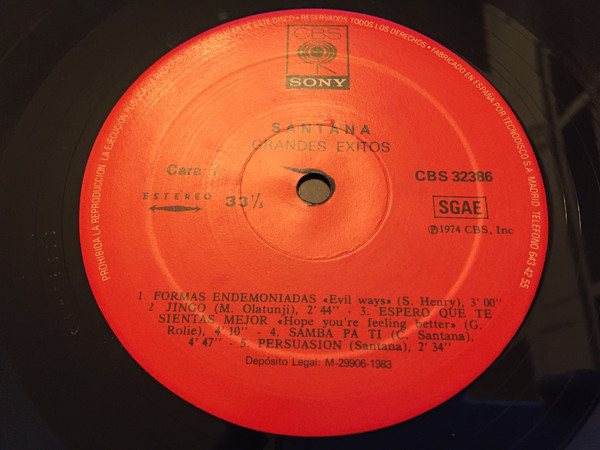 CBS
SONY
SANTANA
GRANDES EXITOS
Cara
ESTEREO
33⅓
CBS 32386
SGAE
℗1974 CBS, Inc
1. FORMAS ENDEMONIADAS «Evil ways» (S. Henry), 3' 00"
2. JINGO (M. Olatunji), 2' 44" - 3. ESPERO QUE TE
SIENTAS MEJOR «Hope you're feeling better» (G.
Rolie), 4' 10" - 4. SAMBA PA TI (C. Santana),
4' 47" - 5. PERSUASION (Santana), 2' 34"
Depósito Legal: M-29906-1983
PROHIBIDA LA REPRODUCCION, LA EJECUCION PUBLICA DE ESTE DISCO • RESERVADOS TODOS LOS DERECHOS • FABRICADO EN ESPAÑA POR TECNODISCO S.A. MADRID TELEFONO 643 42 55